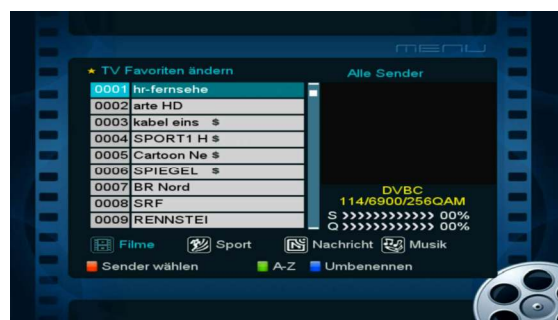 MENU
TV Favoriten ändern
Alle Sender
0001 hr-fernsehe
0002 arte HD
0003 kabel eins $
0004 SPORT1 H $
0005 Cartoon Ne $
0006 SPIEGEL $
0007 BR Nord
0008 SRF
0009 RENNSTEI
DVBC
114/6900/256QAM
S 00%
Q 00%
Filme Sport Nachricht Musik
Sender wählen A-Z Umbenennen